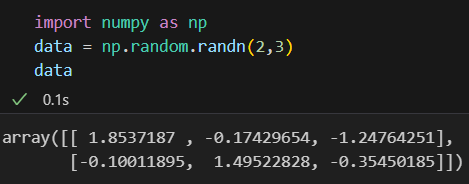 import numpy as np
data = np.random.randn(2,3)
data
✓ 0.1s
array([[ 1.8537187 , -0.17429654, -1.24764251],
       [-0.10011895,  1.49522828, -0.35450185]])